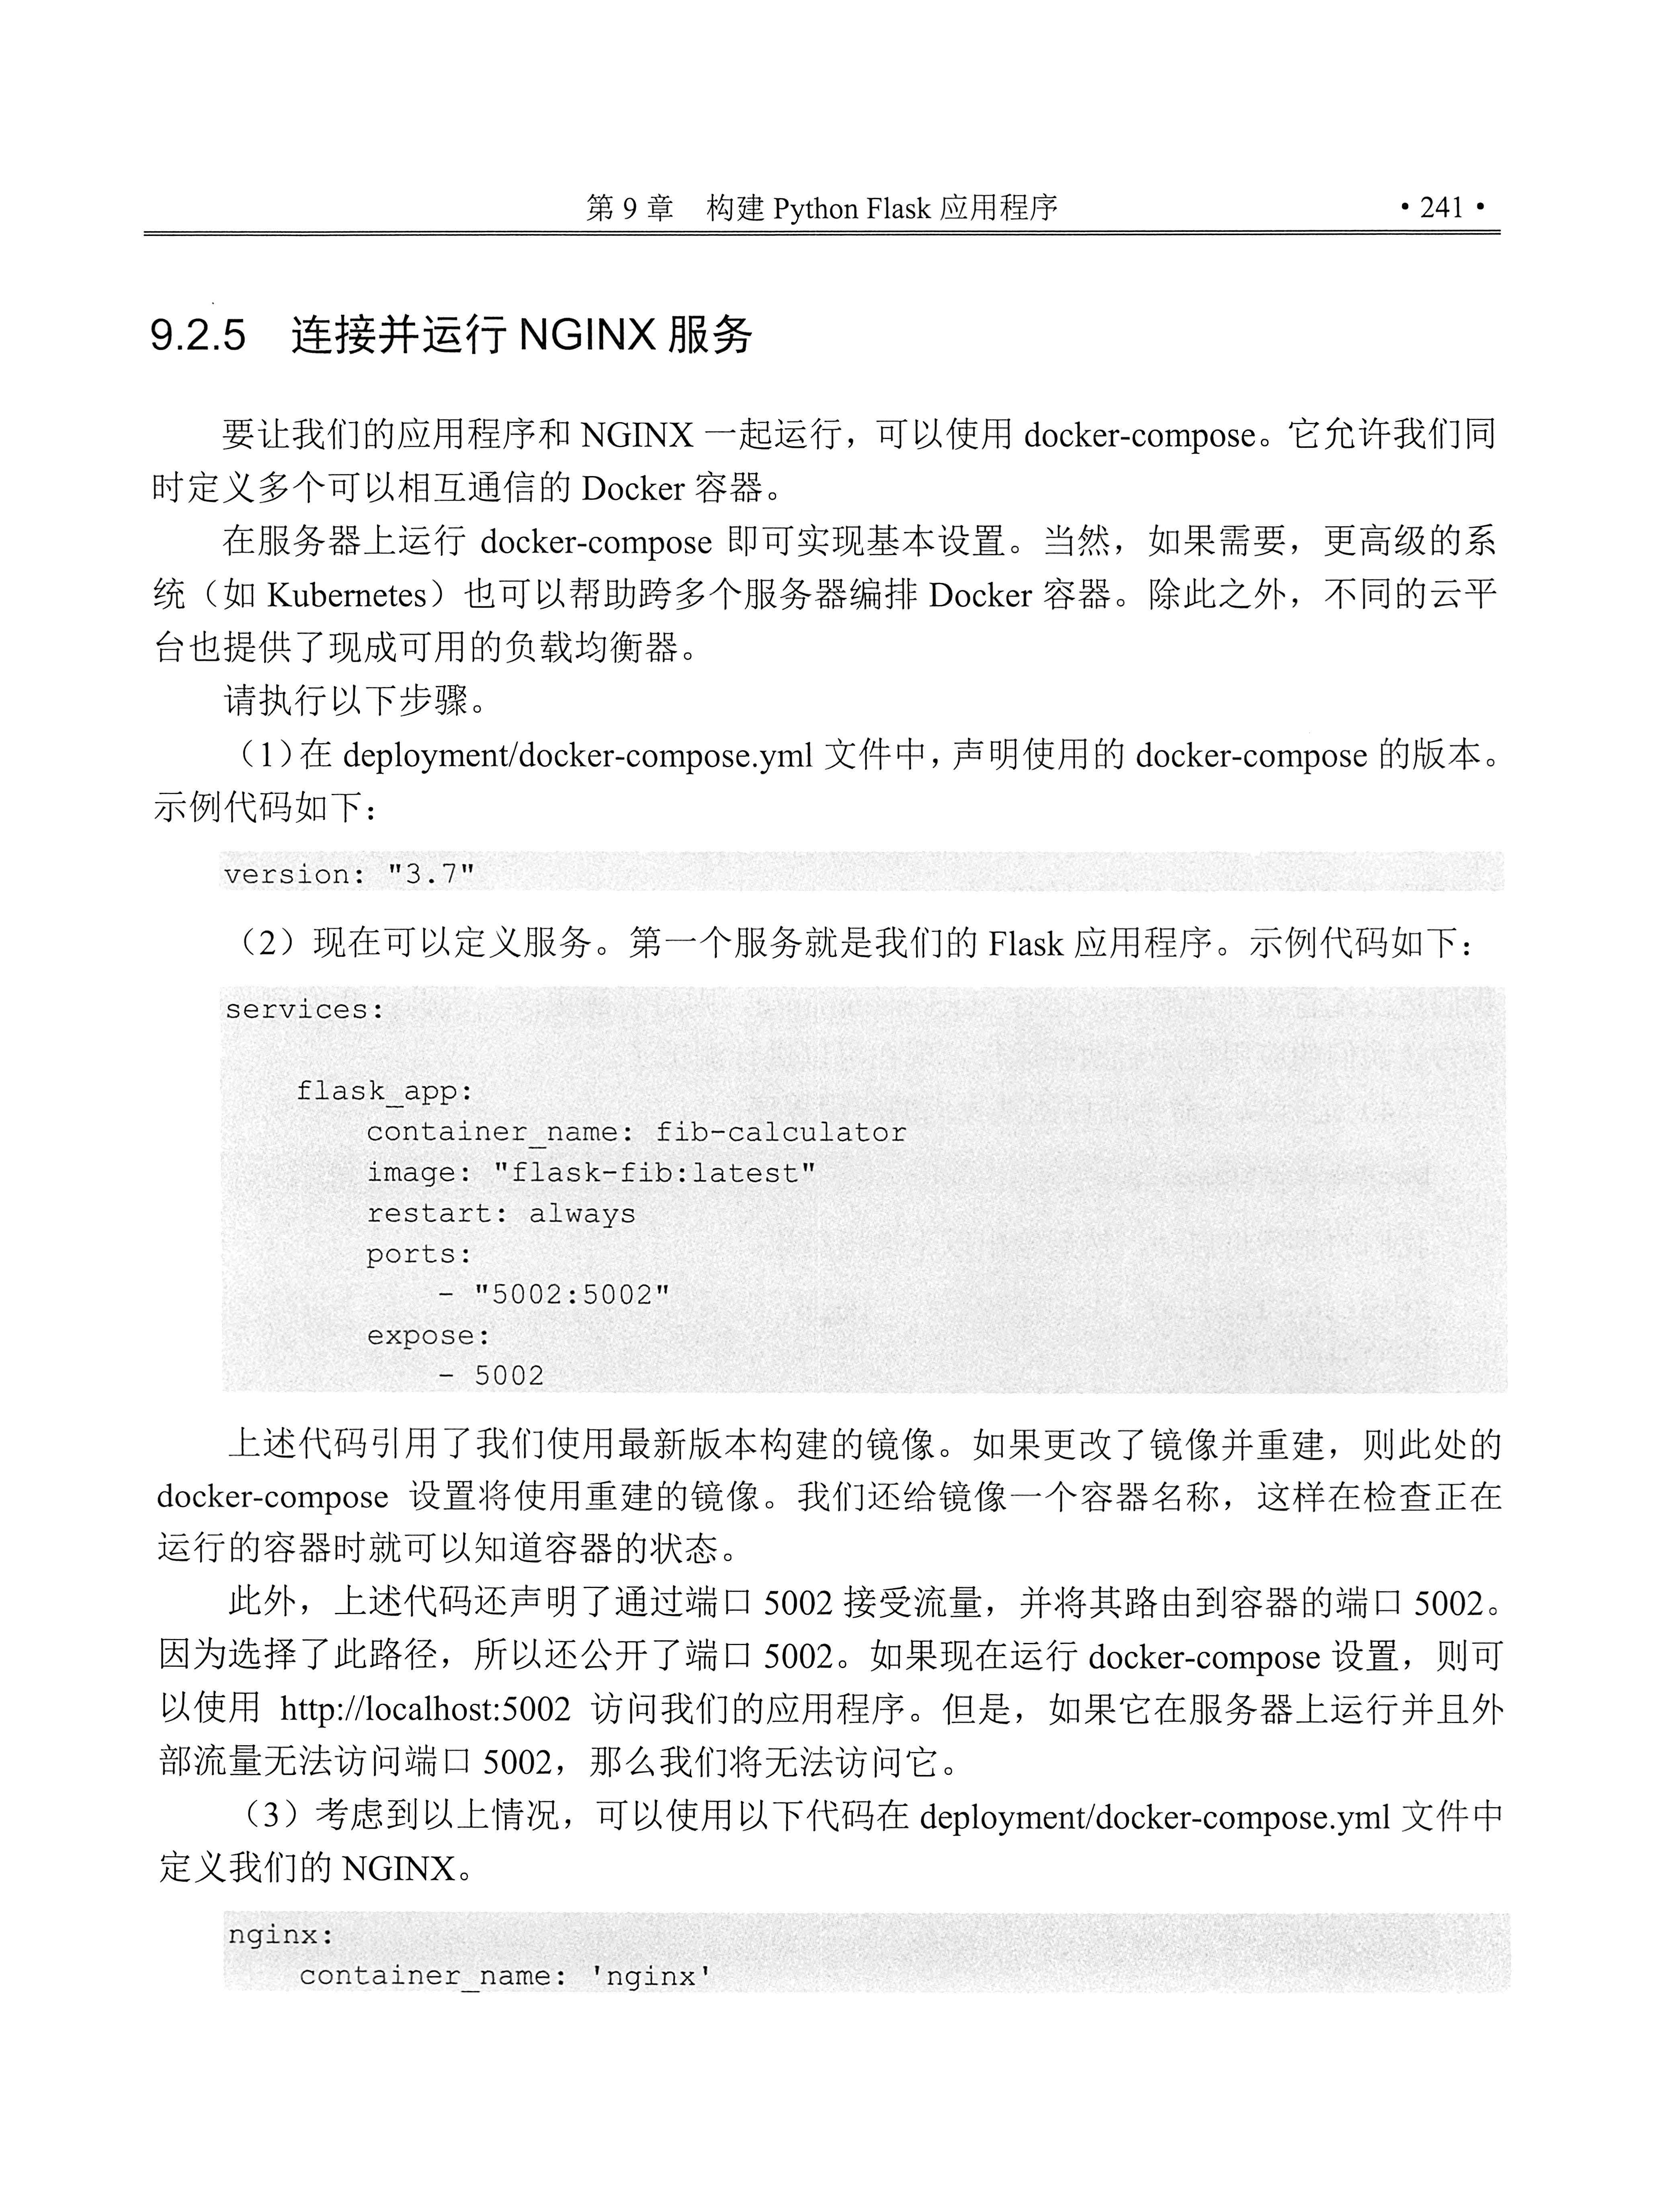 第 9 章　构建 Python Flask 应用程序　• 241 •
9.2.5　连接并运行 NGINX 服务
要让我们的应用程序和 NGINX 一起运行，可以使用 docker-compose。它允许我们同
时定义多个可以相互通信的 Docker 容器。
在服务器上运行 docker-compose 即可实现基本设置。当然，如果需要，更高级的系
统（如 Kubernetes）也可以帮助跨多个服务器编排 Docker 容器。除此之外，不同的云平
台也提供了现成可用的负载均衡器。
请执行以下步骤。
（1）在 deployment/docker-compose.yml 文件中，声明使用的 docker-compose 的版本。
示例代码如下：
version: "3.7"
（2）现在可以定义服务。第一个服务就是我们的 Flask 应用程序。示例代码如下：
services:
    flask_app:
        container_name: fib-calculator
        image: "flask-fib:latest"
        restart: always
        ports:
            - "5002:5002"
        expose:
            - 5002
上述代码引用了我们使用最新版本构建的镜像。如果更改了镜像并重建，则此处的
docker-compose 设置将使用重建的镜像。我们还给镜像一个容器名称，这样在检查正在
运行的容器时就可以知道容器的状态。
此外，上述代码还声明了通过端口 5002 接受流量，并将其路由到容器的端口 5002。
因为选择了此路径，所以还公开了端口 5002。如果现在运行 docker-compose 设置，则可
以使用 http://localhost:5002 访问我们的应用程序。但是，如果它在服务器上运行并且外
部流量无法访问端口 5002，那么我们将无法访问它。
（3）考虑到以上情况，可以使用以下代码在 deployment/docker-compose.yml 文件中
定义我们的 NGINX。
nginx:
    container_name: 'nginx'